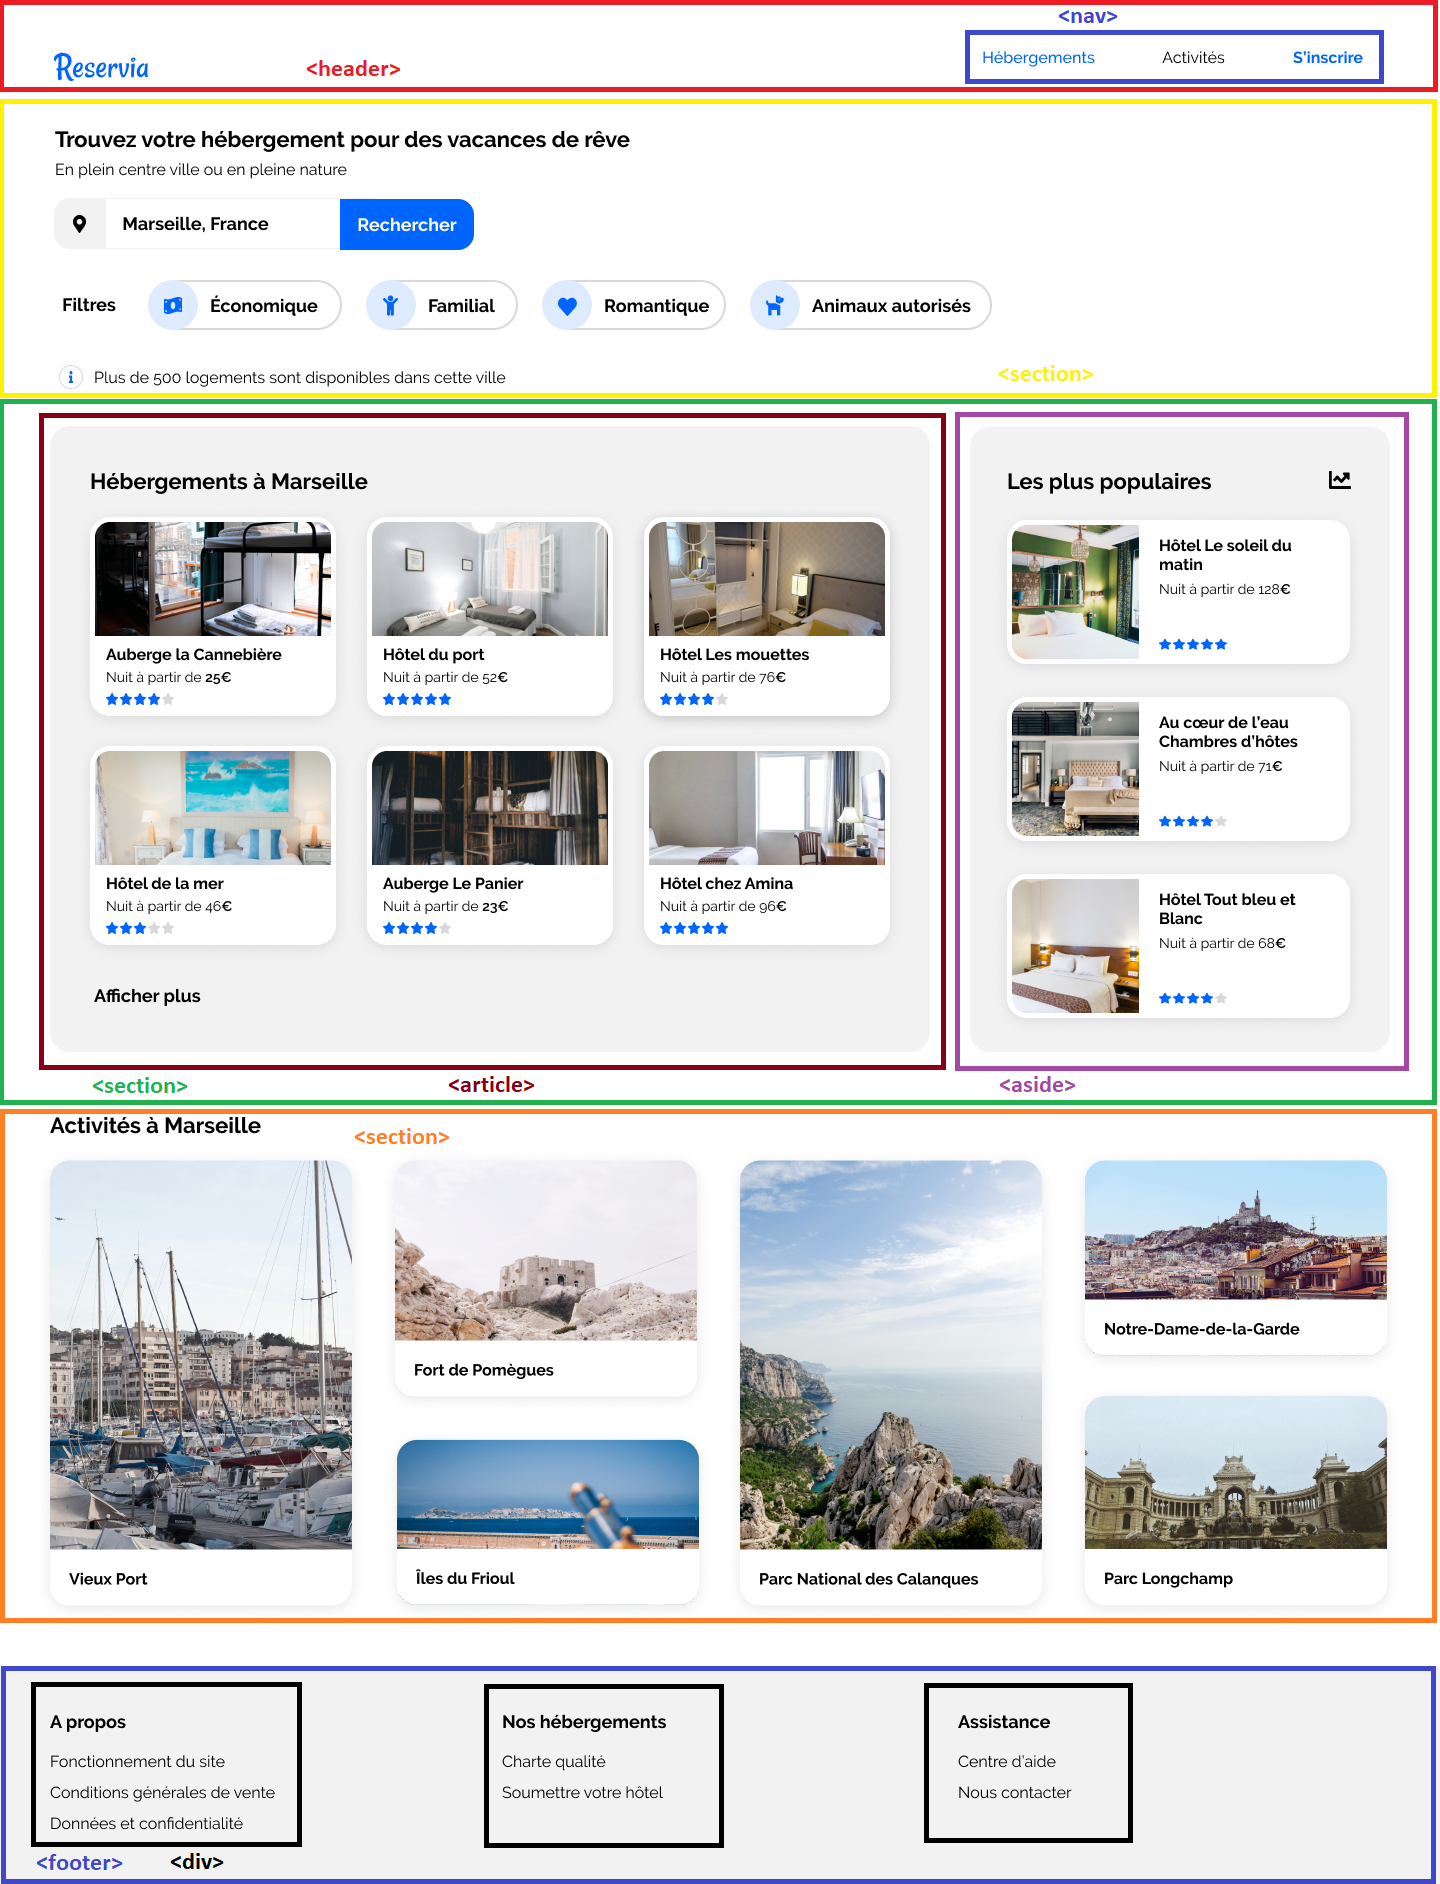 <nav>
Reservia
<header>
Hébergements
Activités
S'inscrire
Trouvez votre hébergement pour des vacances de rêve
En plein centre ville ou en pleine nature
Marseille, France
Rechercher
Filtres
Économique
Familial
Romantique
Animaux autorisés
i Plus de 500 logements sont disponibles dans cette ville
<section>
Hébergements à Marseille
Auberge la Cannebière
Nuit à partir de 25€
Hôtel du port
Nuit à partir de 52€
Hôtel Les mouettes
Nuit à partir de 76€
Hôtel de la mer
Nuit à partir de 46€
Auberge Le Panier
Nuit à partir de 23€
Hôtel chez Amina
Nuit à partir de 96€
Afficher plus
Les plus populaires
Hôtel Le soleil du
matin
Nuit à partir de 128€
Au cœur de l'eau
Chambres d'hôtes
Nuit à partir de 71€
Hôtel Tout bleu et
Blanc
Nuit à partir de 68€
<section>
<article>
<aside>
Activités à Marseille
<section>
Vieux Port
Fort de Pomègues
Îles du Frioul
Parc National des Calanques
Notre-Dame-de-la-Garde
Parc Longchamp
A propos
Fonctionnement du site
Conditions générales de vente
Données et confidentialité
Nos hébergements
Charte qualité
Soumettre votre hôtel
Assistance
Centre d'aide
Nous contacter
<footer>
<div>